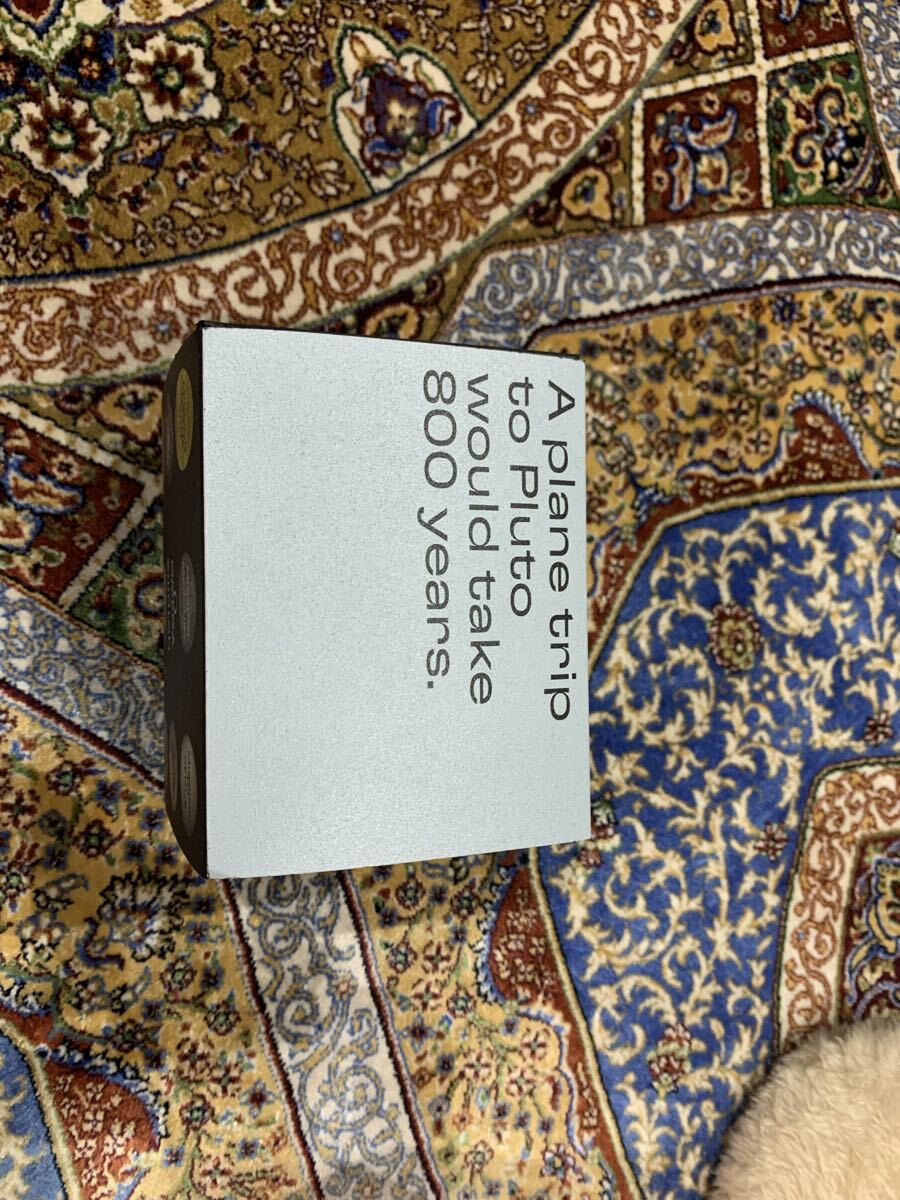 A plane trip
to Pluto
would take
800 years.